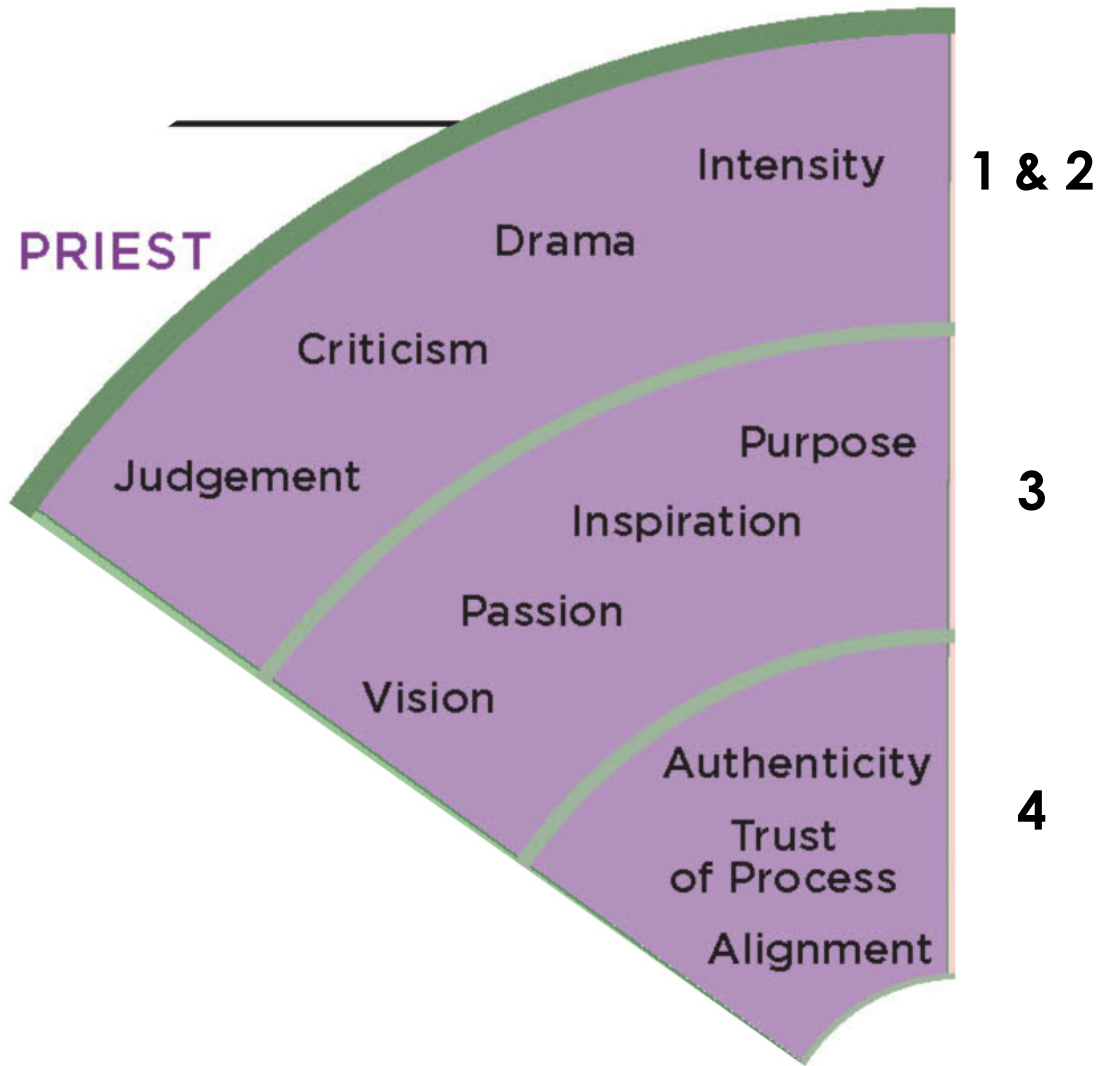 Intensity
1 & 2
Drama
PRIEST
Criticism
Judgement
Purpose
3
Inspiration
Passion
Vision
Authenticity
4
Trust
of Process
Alignment